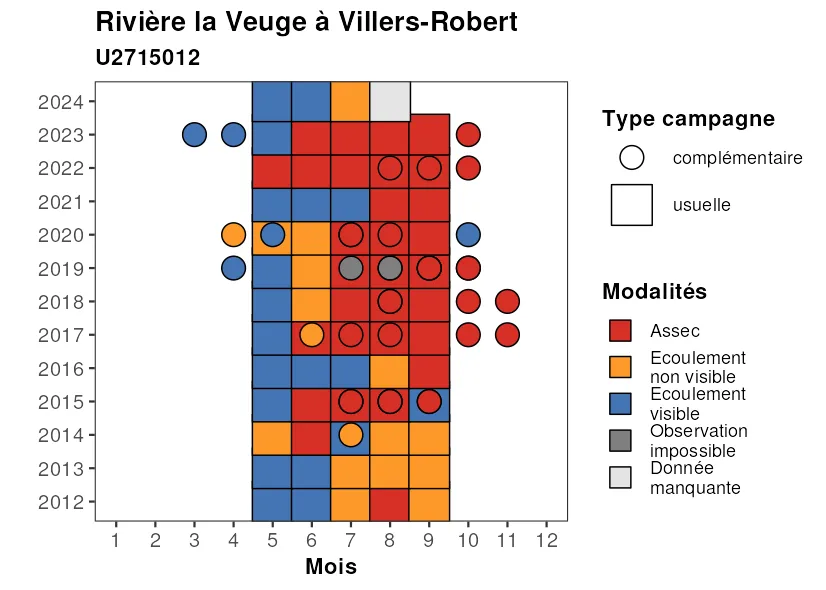 Rivière la Veuge à Villers-Robert
U2715012
2024
2023
2022
2021
2020
2019
2018
2017
2016
2015
2014
2013
2012
1 2 3 4 5 6 7 8 9 10 11 12
Mois
Type campagne
complémentaire
usuelle
Modalités
Assec
Ecoulement
non visible
Ecoulement
visible
Observation
impossible
Donnée
manquante